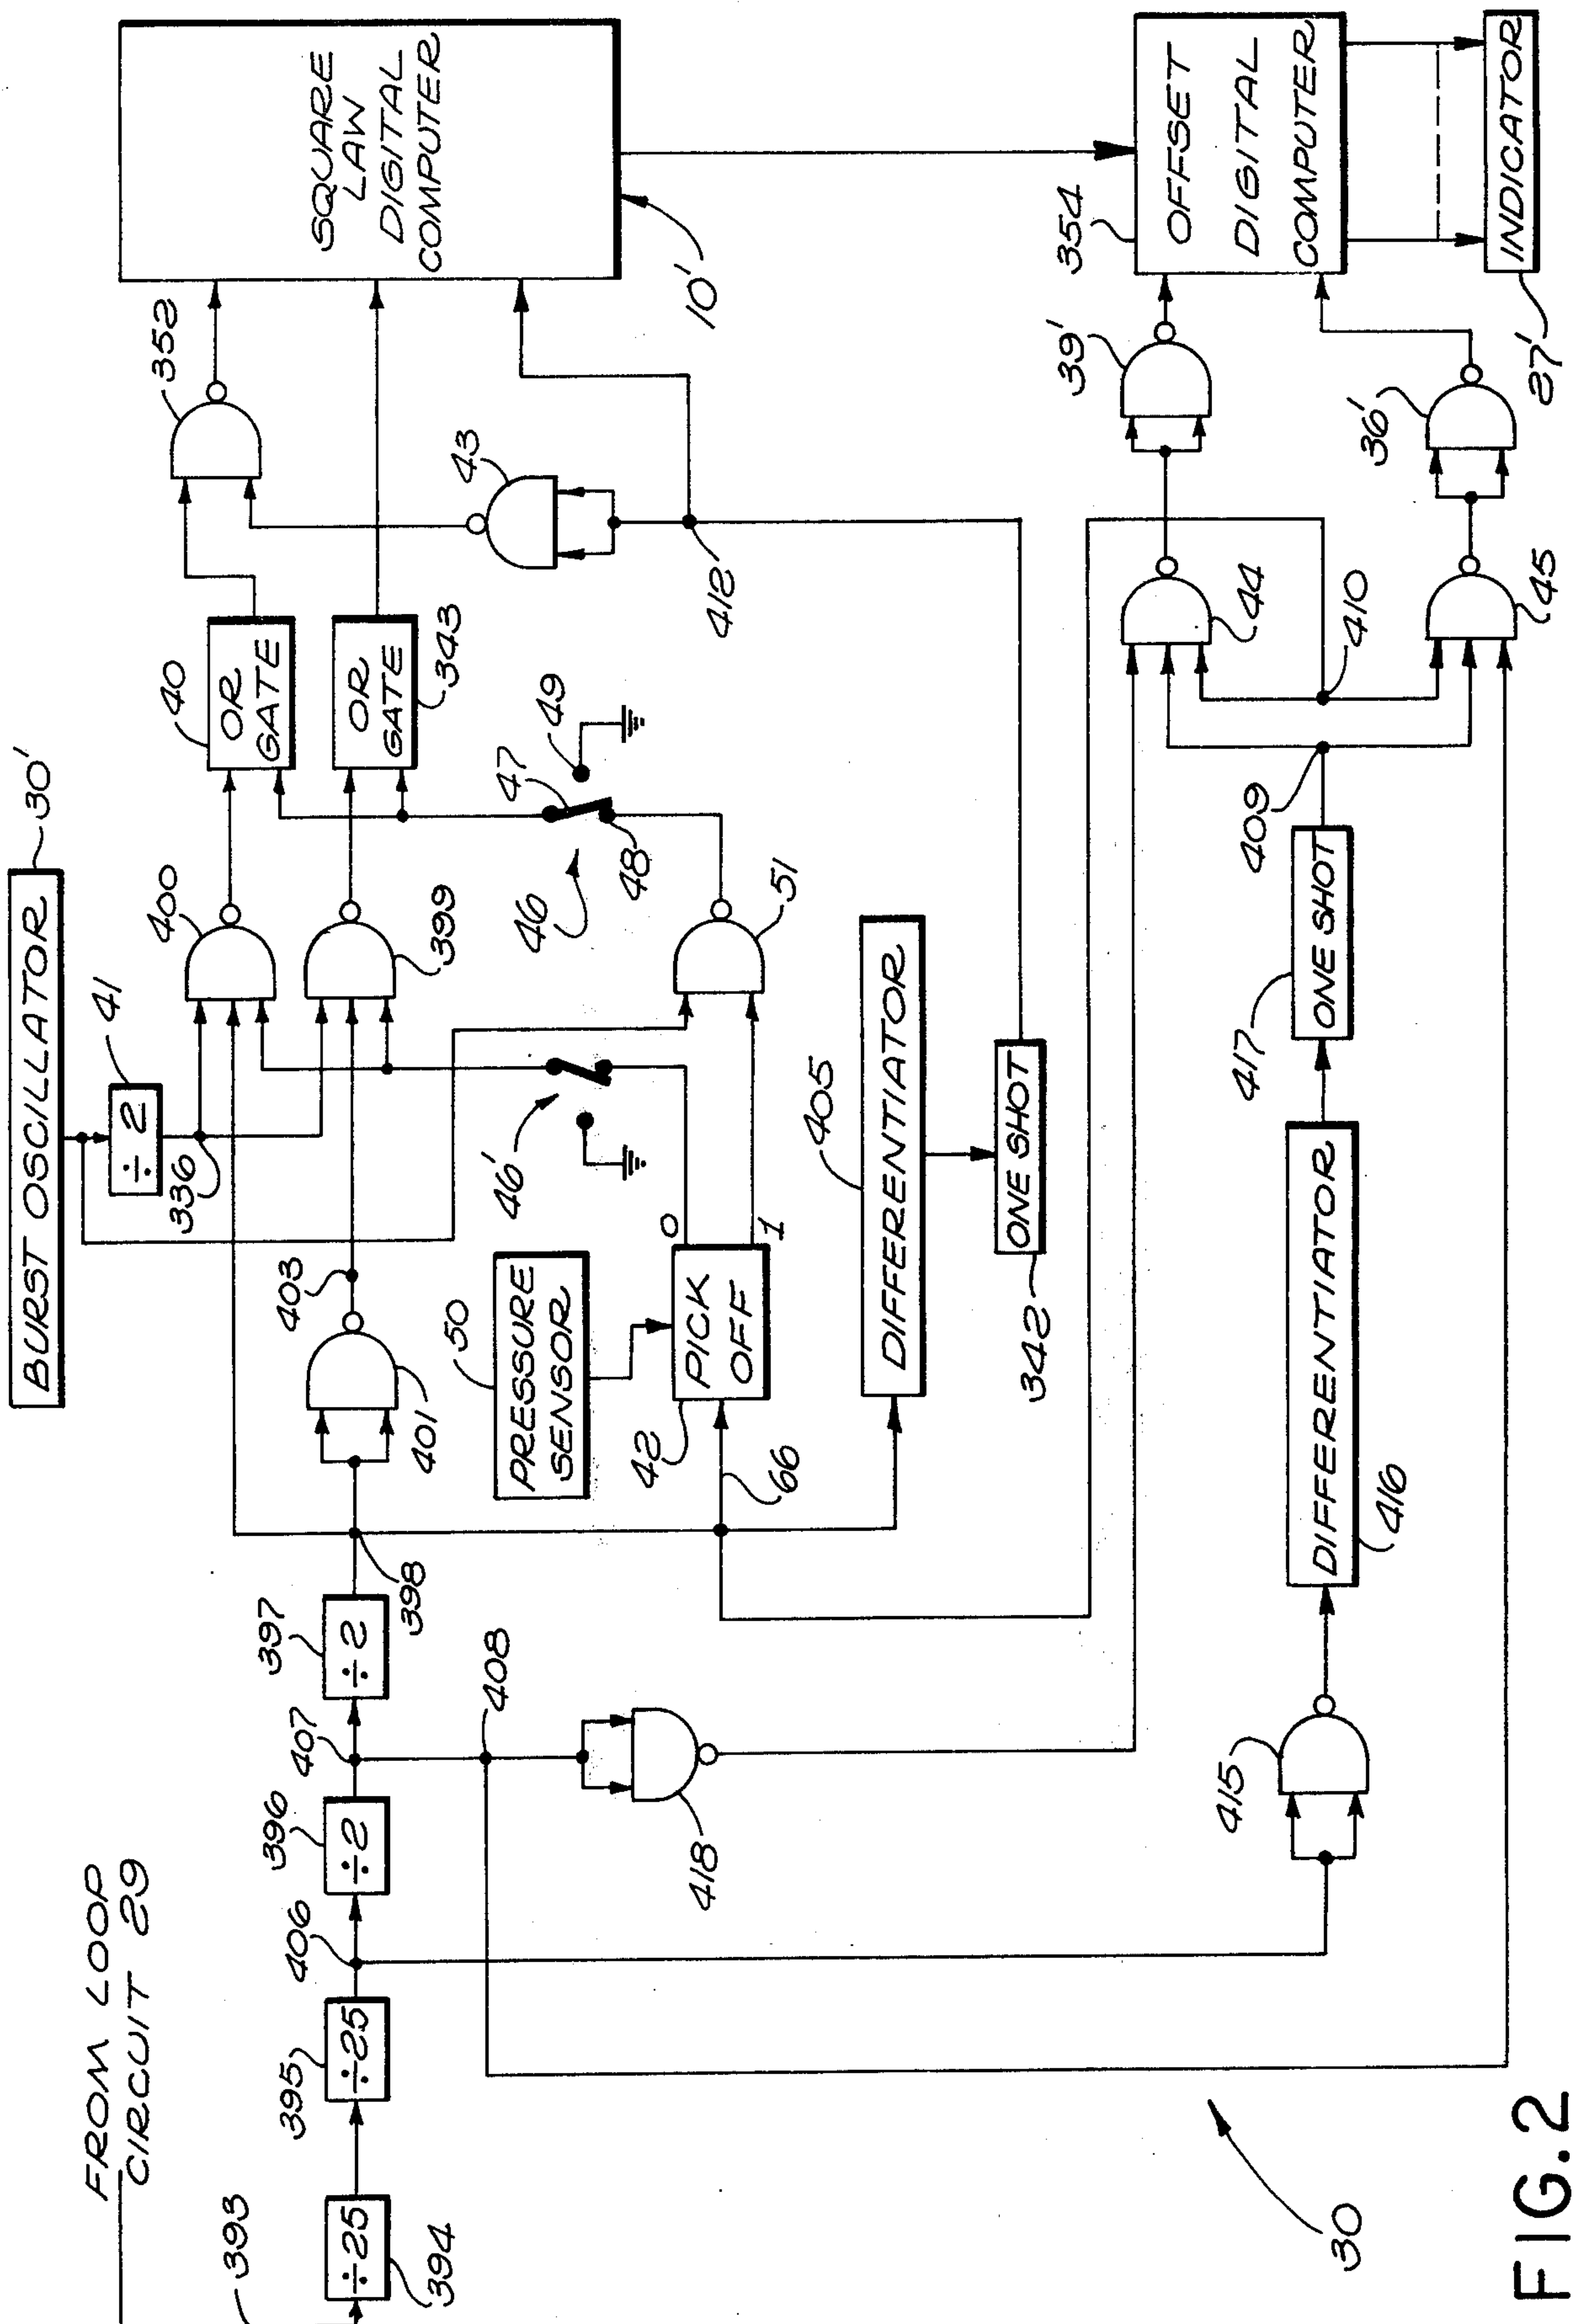 FROM LOOP
CIRCUIT 29
393
÷25
394
÷25
395
406
÷2
396
407
÷2
397
398
408
418
BURST OSCILLATOR
30'
÷ 2
41
336
403
401
400
399
OR
GATE
40
OR
GATE
343
352
43
412
SQUARE
LAW
DIGITAL
COMPUTER
10'
PRESSURE
SENSOR
50
PICK
OFF
42
0
1
66
46'
46
47
48
49
51
DIFFERENTIATOR
405
ONE SHOT
342
415
DIFFERENTIATOR
416
ONE SHOT
417
409
410
44
45
39'
36'
OFFSET
DIGITAL
COMPUTER
354
INDICATOR
27'
30
FIG.2